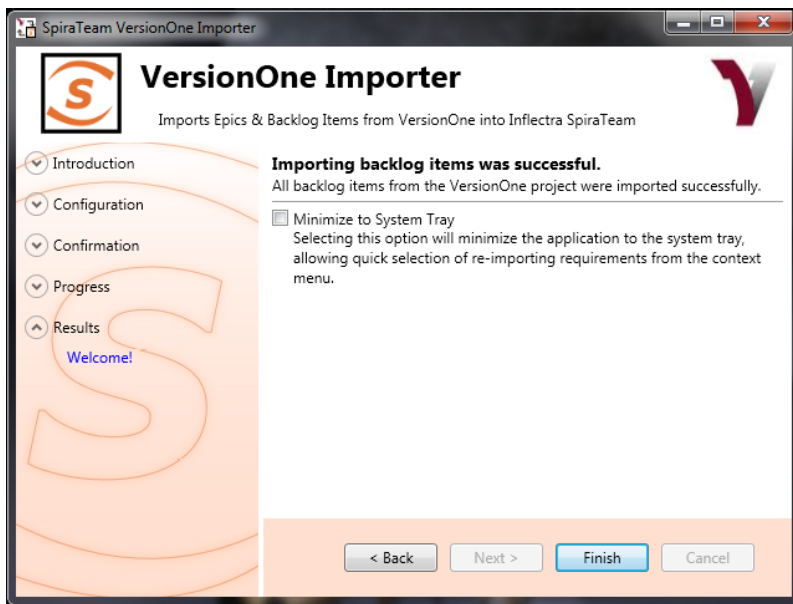 SpiraTeam VersionOne Importer
VersionOne Importer
Imports Epics & Backlog Items from VersionOne into Inflectra SpiraTeam
Introduction
Configuration
Confirmation
Progress
Results
Welcome!
Importing backlog items was successful.
All backlog items from the VersionOne project were imported successfully.
Minimize to System Tray
Selecting this option will minimize the application to the system tray,
allowing quick selection of re-importing requirements from the context
menu.
< Back
Next >
Finish
Cancel